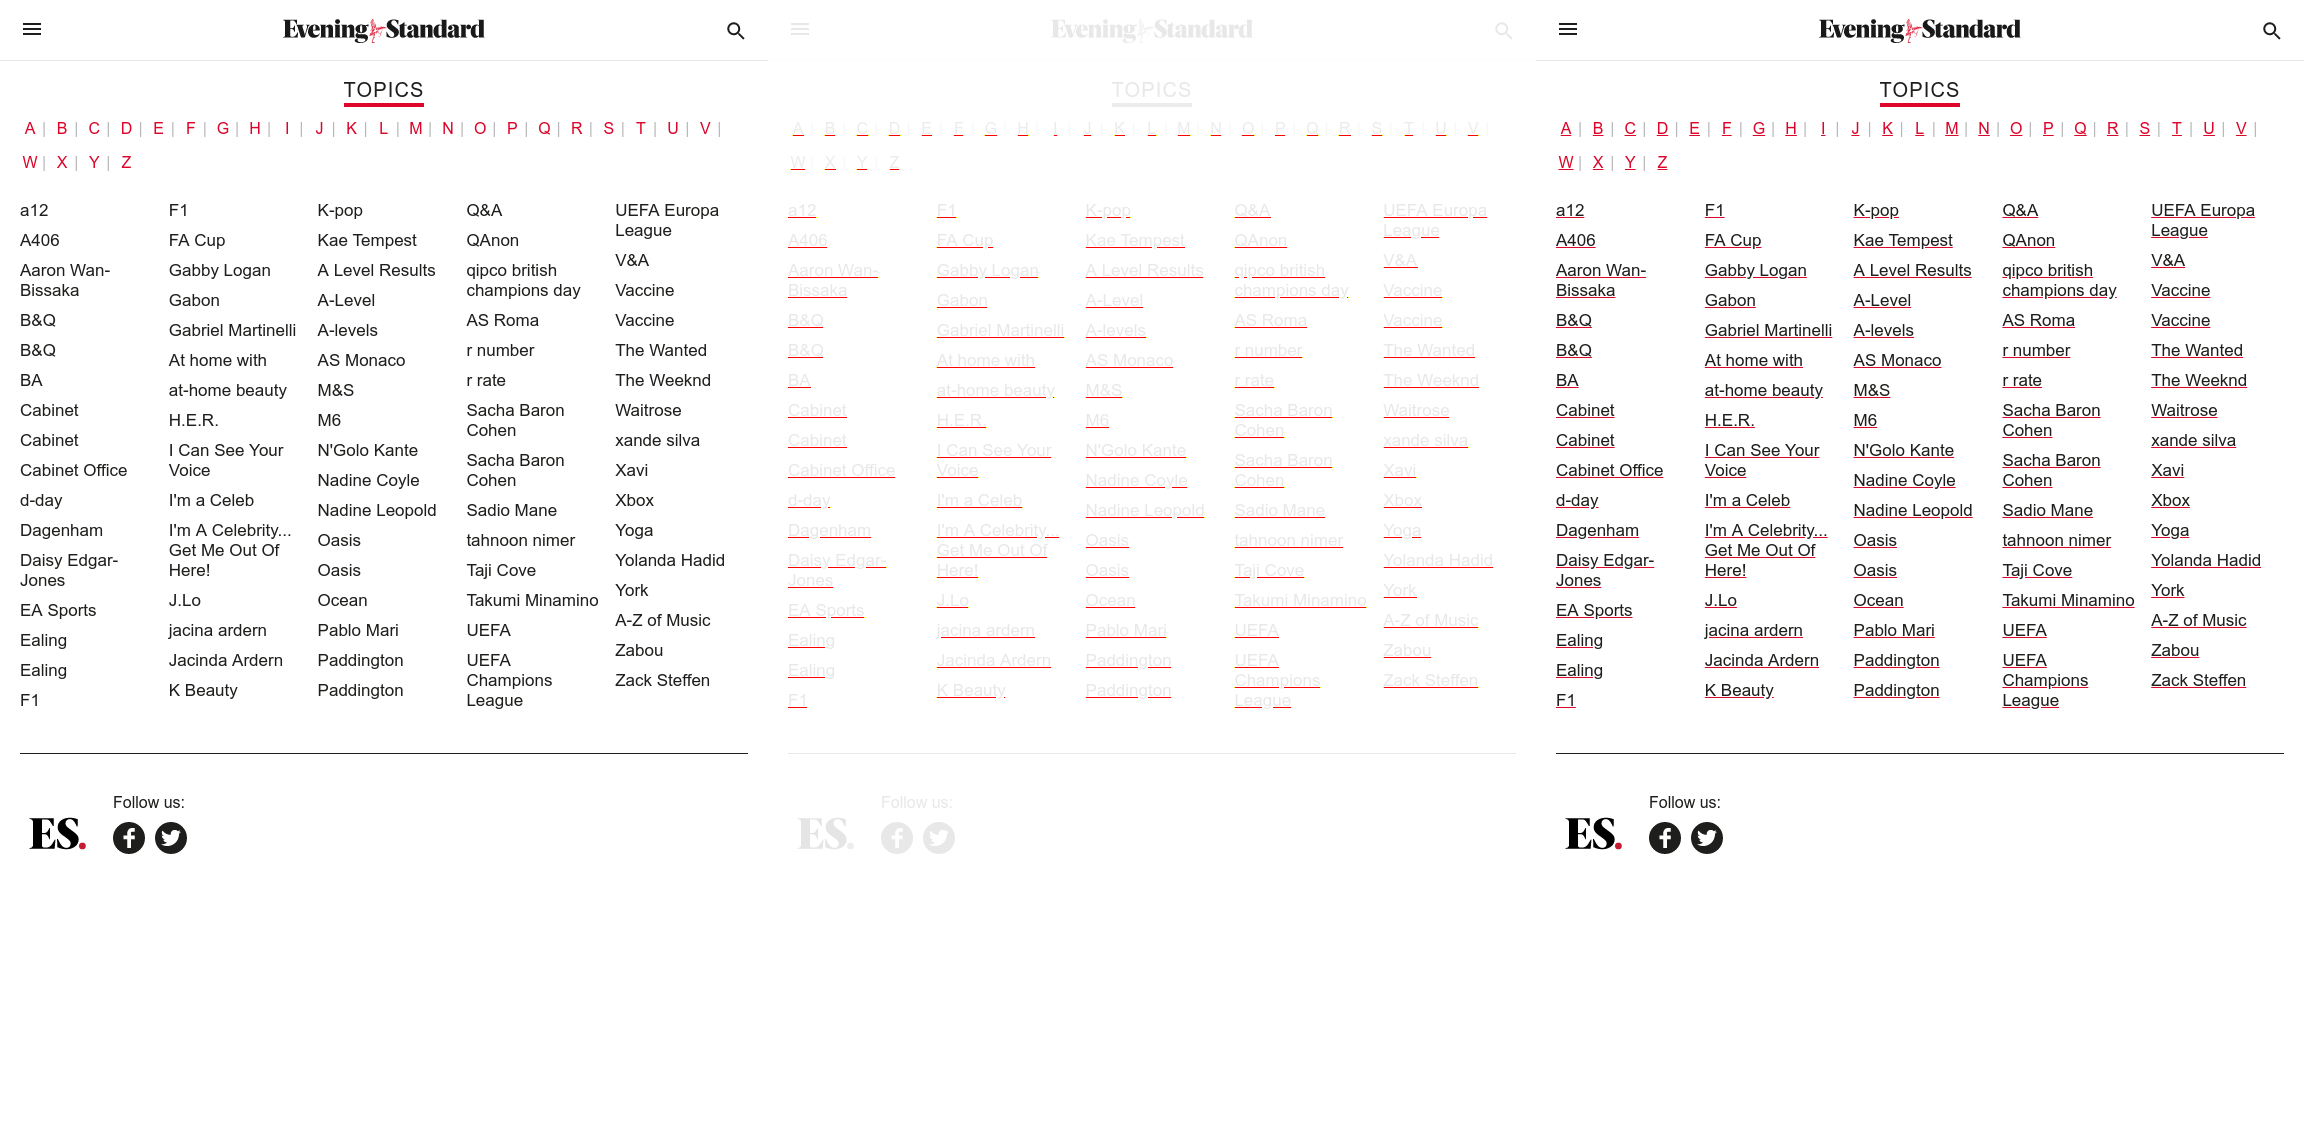 Evening Standard
TOPICS
A | B | C | D | E | F | G | H | I | J | K | L | M | N | O | P | Q | R | S | T | U | V |
W | X | Y | Z
a12
A406
Aaron Wan-
Bissaka
B&Q
B&Q
BA
Cabinet
Cabinet
Cabinet Office
d-day
Dagenham
Daisy Edgar-
Jones
EA Sports
Ealing
Ealing
F1
F1
FA Cup
Gabby Logan
Gabon
Gabriel Martinelli
At home with
at-home beauty
H.E.R.
I Can See Your
Voice
I'm a Celeb
I'm A Celebrity...
Get Me Out Of
Here!
J.Lo
jacina ardern
Jacinda Ardern
K Beauty
K-pop
Kae Tempest
A Level Results
A-Level
A-levels
AS Monaco
M&S
M6
N'Golo Kante
Nadine Coyle
Nadine Leopold
Oasis
Oasis
Ocean
Pablo Mari
Paddington
Paddington
Q&A
QAnon
qipco british
champions day
AS Roma
r number
r rate
Sacha Baron
Cohen
Sacha Baron
Cohen
Sadio Mane
tahnoon nimer
Taji Cove
Takumi Minamino
UEFA
UEFA
Champions
League
UEFA Europa
League
V&A
Vaccine
Vaccine
The Wanted
The Weeknd
Waitrose
xande silva
Xavi
Xbox
Yoga
Yolanda Hadid
York
A-Z of Music
Zabou
Zack Steffen
ES.
Follow us:
Evening Standard
TOPICS
A | B | C | D | E | F | G | H | I | J | K | L | M | N | O | P | Q | R | S | T | U | V |
W | X | Y | Z
a12
A406
Aaron Wan-
Bissaka
B&Q
B&Q
BA
Cabinet
Cabinet
Cabinet Office
d-day
Dagenham
Daisy Edgar-
Jones
EA Sports
Ealing
Ealing
F1
F1
FA Cup
Gabby Logan
Gabon
Gabriel Martinelli
At home with
at-home beauty
H.E.R.
I Can See Your
Voice
I'm a Celeb
I'm A Celebrity...
Get Me Out Of
Here!
J.Lo
jacina ardern
Jacinda Ardern
K Beauty
K-pop
Kae Tempest
A Level Results
A-Level
A-levels
AS Monaco
M&S
M6
N'Golo Kante
Nadine Coyle
Nadine Leopold
Oasis
Oasis
Ocean
Pablo Mari
Paddington
Paddington
Q&A
QAnon
qipco british
champions day
AS Roma
r number
r rate
Sacha Baron
Cohen
Sacha Baron
Cohen
Sadio Mane
tahnoon nimer
Taji Cove
Takumi Minamino
UEFA
UEFA
Champions
League
UEFA Europa
League
V&A
Vaccine
Vaccine
The Wanted
The Weeknd
Waitrose
xande silva
Xavi
Xbox
Yoga
Yolanda Hadid
York
A-Z of Music
Zabou
Zack Steffen
ES.
Follow us:
Evening Standard
TOPICS
A | B | C | D | E | F | G | H | I | J | K | L | M | N | O | P | Q | R | S | T | U | V |
W | X | Y | Z
a12
A406
Aaron Wan-
Bissaka
B&Q
B&Q
BA
Cabinet
Cabinet
Cabinet Office
d-day
Dagenham
Daisy Edgar-
Jones
EA Sports
Ealing
Ealing
F1
F1
FA Cup
Gabby Logan
Gabon
Gabriel Martinelli
At home with
at-home beauty
H.E.R.
I Can See Your
Voice
I'm a Celeb
I'm A Celebrity...
Get Me Out Of
Here!
J.Lo
jacina ardern
Jacinda Ardern
K Beauty
K-pop
Kae Tempest
A Level Results
A-Level
A-levels
AS Monaco
M&S
M6
N'Golo Kante
Nadine Coyle
Nadine Leopold
Oasis
Oasis
Ocean
Pablo Mari
Paddington
Paddington
Q&A
QAnon
qipco british
champions day
AS Roma
r number
r rate
Sacha Baron
Cohen
Sacha Baron
Cohen
Sadio Mane
tahnoon nimer
Taji Cove
Takumi Minamino
UEFA
UEFA
Champions
League
UEFA Europa
League
V&A
Vaccine
Vaccine
The Wanted
The Weeknd
Waitrose
xande silva
Xavi
Xbox
Yoga
Yolanda Hadid
York
A-Z of Music
Zabou
Zack Steffen
ES.
Follow us: